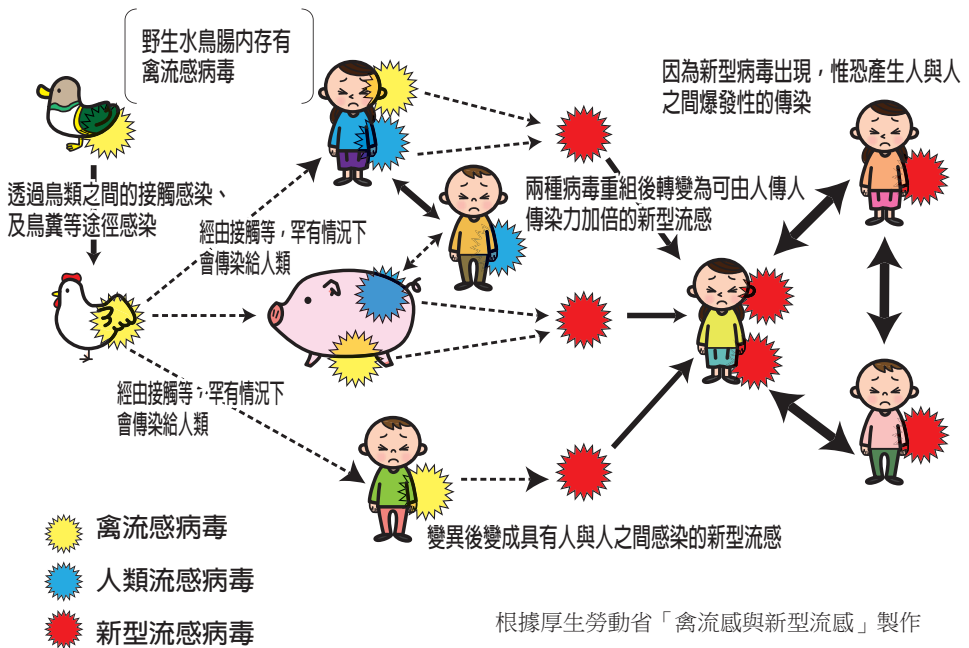 野生水鳥腸内存有
禽流感病毒
因為新型病毒出現，惟恐產生人與人
之間爆發性的傳染
透過鳥類之間的接觸感染、
及鳥糞等途徑感染
兩種病毒重組後轉變為可由人傳人
傳染力加倍的新型流感
經由接觸等，罕有情況下
會傳染給人類
經由接觸等，罕有情況下
會傳染給人類
變異後變成具有人與人之間感染的新型流感
禽流感病毒
人類流感病毒
新型流感病毒
根據厚生勞動省「禽流感與新型流感」製作